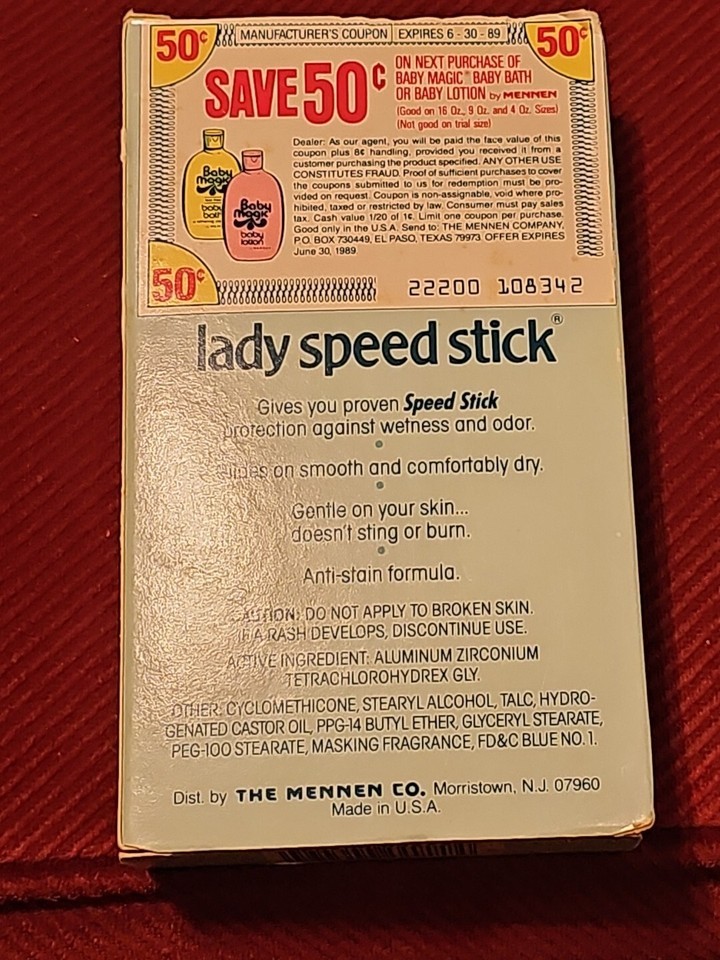 50¢ MANUFACTURER'S COUPON EXPIRES 6 - 30 - 89 50¢
SAVE 50¢
ON NEXT PURCHASE OF
BABY MAGIC® BABY BATH
OR BABY LOTION by MENNEN
(Good on 16 Oz., 9 Oz. and 4 Oz. Sizes)
(Not good on trial size)
Baby
magic
baby
bath
Baby
magic
baby
lotion
Dealer: As our agent, you will be paid the face value of this
coupon plus 8¢ handling, provided you received it from a
customer purchasing the product specified. ANY OTHER USE
CONSTITUTES FRAUD. Proof of sufficient purchases to cover
the coupons submitted to us for redemption must be pro-
vided on request. Coupon is non-assignable, void where pro-
hibited, taxed or restricted by law. Consumer must pay sales
tax. Cash value 1/20 of 1¢. Limit one coupon per purchase.
Good only in the U.S.A. Send to: THE MENNEN COMPANY,
P.O. BOX 730449, EL PASO, TEXAS 79973. OFFER EXPIRES
June 30, 1989.
50¢
22200 108342
lady speed stick®
Gives you proven Speed Stick
protection against wetness and odor.
Glides on smooth and comfortably dry.
Gentle on your skin...
doesn't sting or burn.
Anti-stain formula.
CAUTION: DO NOT APPLY TO BROKEN SKIN.
IF A RASH DEVELOPS, DISCONTINUE USE.
ACTIVE INGREDIENT: ALUMINUM ZIRCONIUM
TETRACHLOROHYDREX GLY.
OTHER: CYCLOMETHICONE, STEARYL ALCOHOL, TALC, HYDRO-
GENATED CASTOR OIL, PPG-14 BUTYL ETHER, GLYCERYL STEARATE,
PEG-100 STEARATE, MASKING FRAGRANCE, FD&C BLUE NO. 1.
Dist. by THE MENNEN CO. Morristown, N.J. 07960
Made in U.S.A.